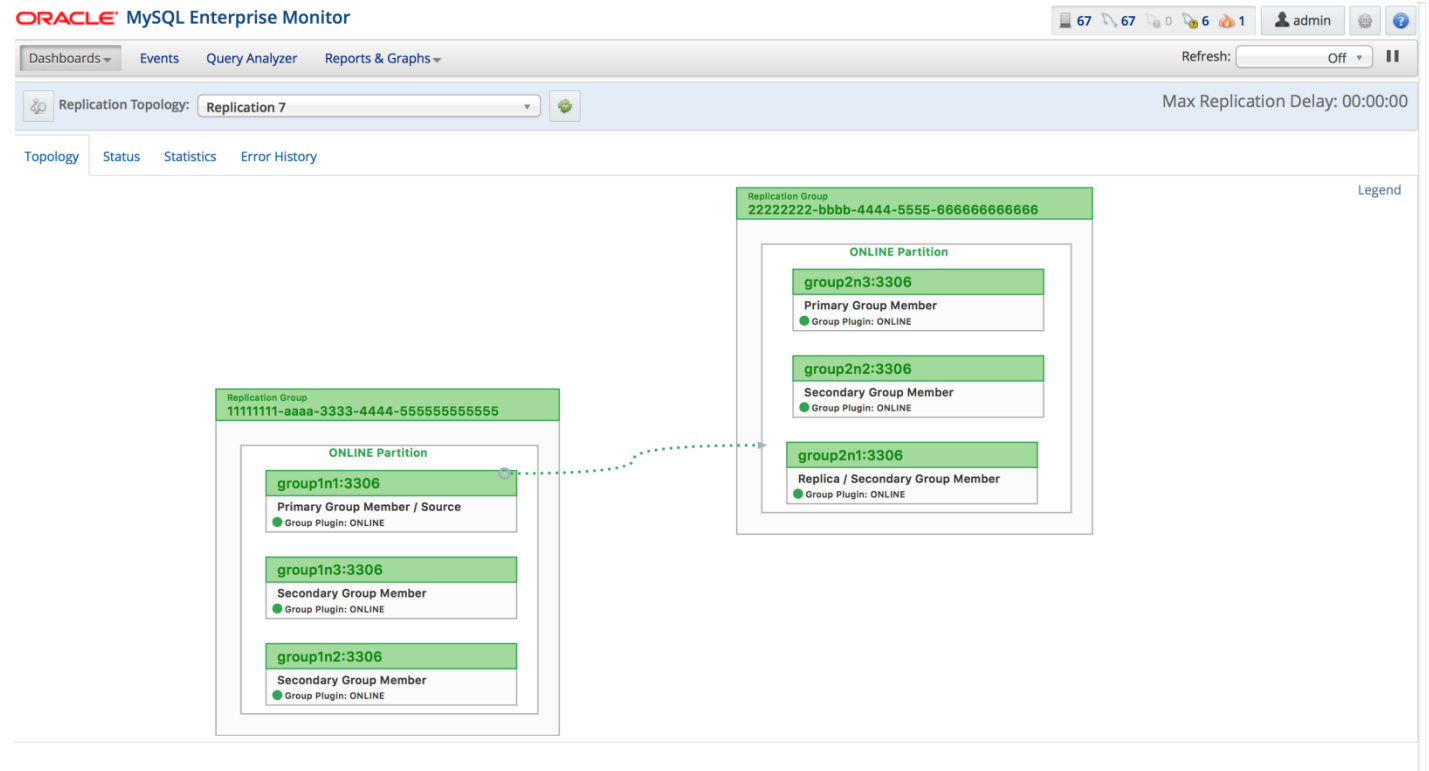 ORACLE MySQL Enterprise Monitor
67 67 0 6 1 admin ?
Dashboards Events Query Analyzer Reports & Graphs Refresh: Off
Replication Topology: Replication 7 Max Replication Delay: 00:00:00
Topology Status Statistics Error History
Legend
Replication Group
22222222-bbbb-4444-5555-666666666666
ONLINE Partition
group2n3:3306
Primary Group Member
Group Plugin: ONLINE
group2n2:3306
Secondary Group Member
Group Plugin: ONLINE
group2n1:3306
Replica / Secondary Group Member
Group Plugin: ONLINE
Replication Group
11111111-aaaa-3333-4444-555555555555
ONLINE Partition
group1n1:3306
Primary Group Member / Source
Group Plugin: ONLINE
group1n3:3306
Secondary Group Member
Group Plugin: ONLINE
group1n2:3306
Secondary Group Member
Group Plugin: ONLINE